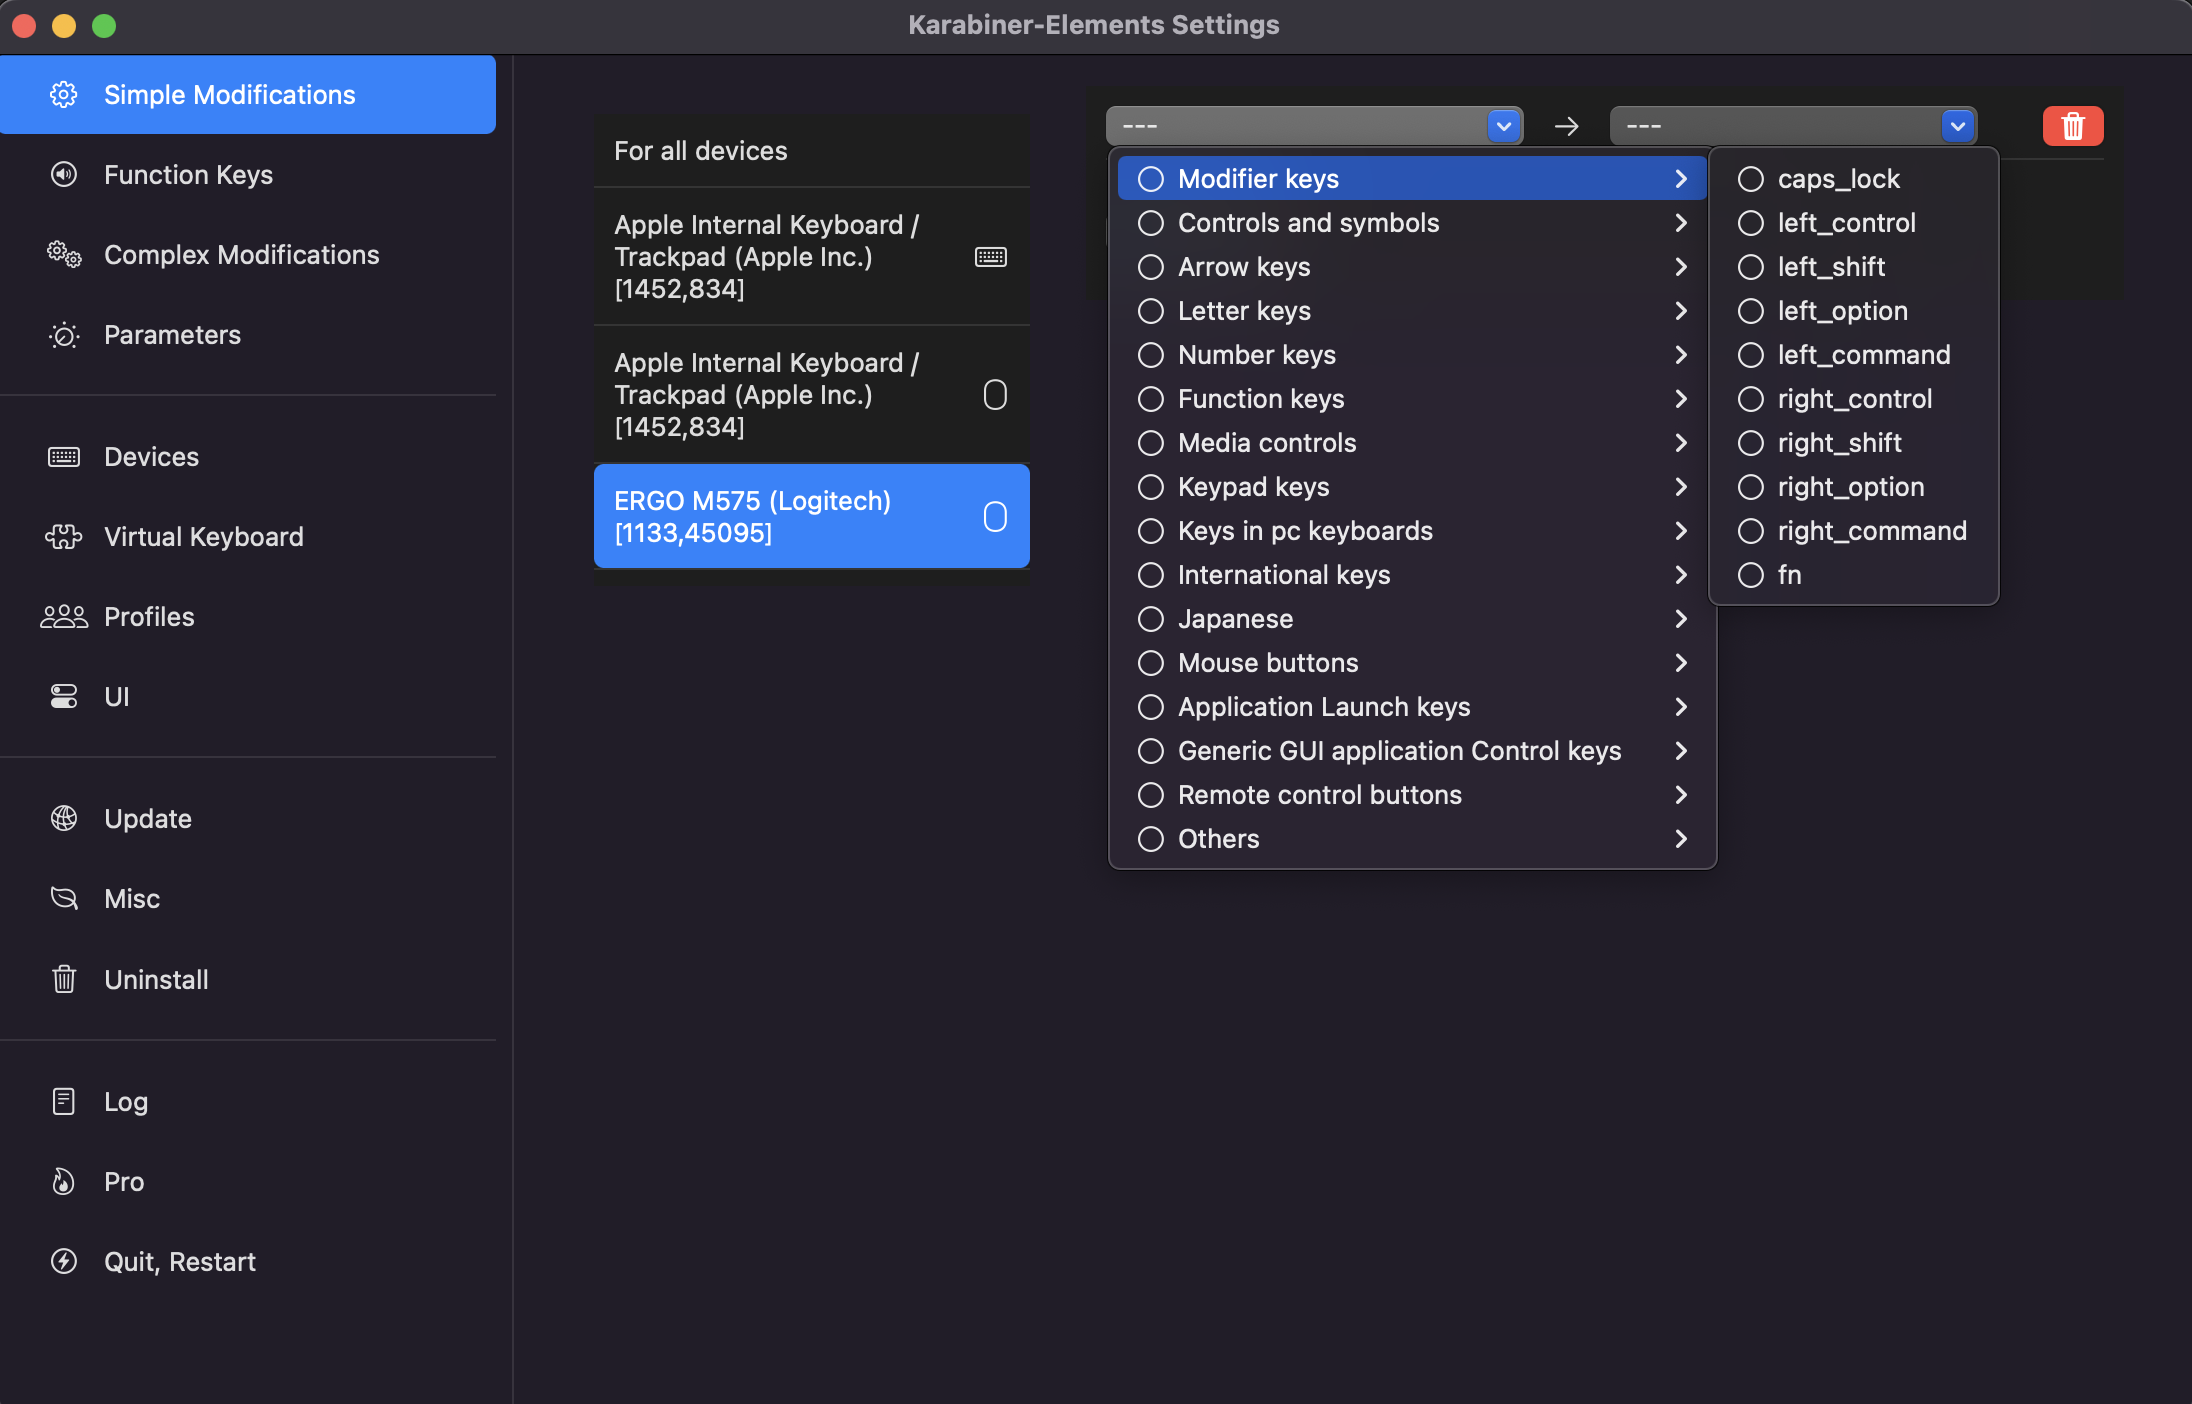 Karabiner-Elements Settings
Simple Modifications
Function Keys
Complex Modifications
Parameters
Devices
Virtual Keyboard
Profiles
UI
Update
Misc
Uninstall
Log
Pro
Quit, Restart
For all devices
Apple Internal Keyboard /
Trackpad (Apple Inc.)
[1452,834]
Apple Internal Keyboard /
Trackpad (Apple Inc.)
[1452,834]
ERGO M575 (Logitech)
[1133,45095]
--- → ---
Modifier keys
Controls and symbols
Arrow keys
Letter keys
Number keys
Function keys
Media controls
Keypad keys
Keys in pc keyboards
International keys
Japanese
Mouse buttons
Application Launch keys
Generic GUI application Control keys
Remote control buttons
Others
caps_lock
left_control
left_shift
left_option
left_command
right_control
right_shift
right_option
right_command
fn